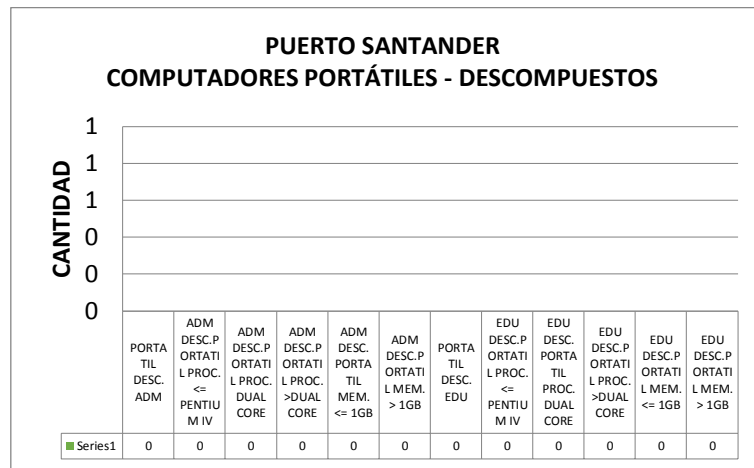 PUERTO SANTANDER
COMPUTADORES PORTÁTILES - DESCOMPUESTOS
CANTIDAD
1
1
1
0
0
0
PORTA
TIL
DESC.
ADM
ADM
DESC.P
ORTATI
L PROC.
<=
PENTIU
M IV
ADM
DESC.P
ORTATI
L PROC.
DUAL
CORE
ADM
DESC.P
ORTATI
L PROC.
>DUAL
CORE
ADM
DESC.
PORTA
TIL
MEM.
<= 1GB
ADM
DESC.P
ORTATI
L MEM.
> 1GB
PORTA
TIL
DESC.
EDU
EDU
DESC.P
ORTATI
L PROC.
<=
PENTIU
M IV
EDU
DESC.
PORTA
TIL
PROC.
DUAL
CORE
EDU
DESC.P
ORTATI
L PROC.
>DUAL
CORE
EDU
DESC.P
ORTATI
L MEM.
<= 1GB
EDU
DESC.P
ORTATI
L MEM.
> 1GB
Series1 0 0 0 0 0 0 0 0 0 0 0 0